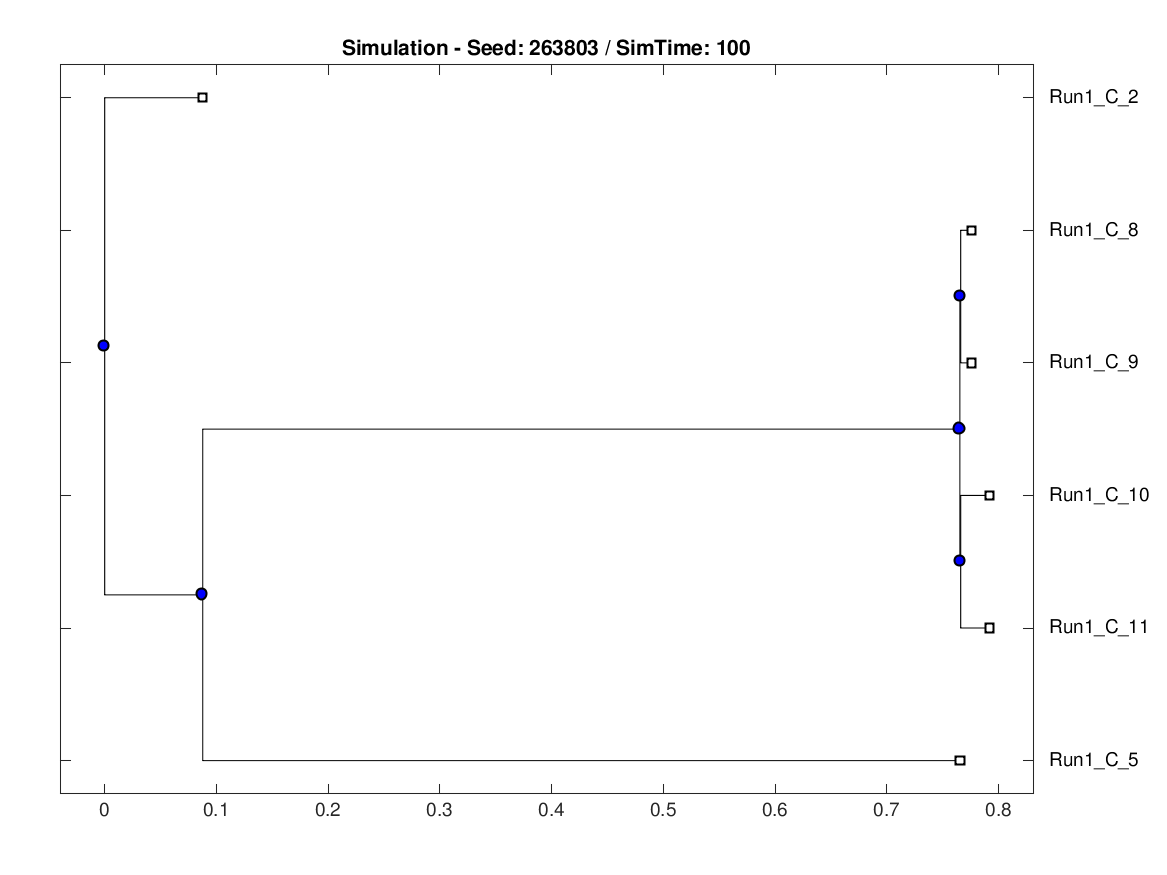 Simulation - Seed: 263803 / SimTime: 100
Run1_C_2
Run1_C_8
Run1_C_9
Run1_C_10
Run1_C_11
Run1_C_5
0 0.1 0.2 0.3 0.4 0.5 0.6 0.7 0.8